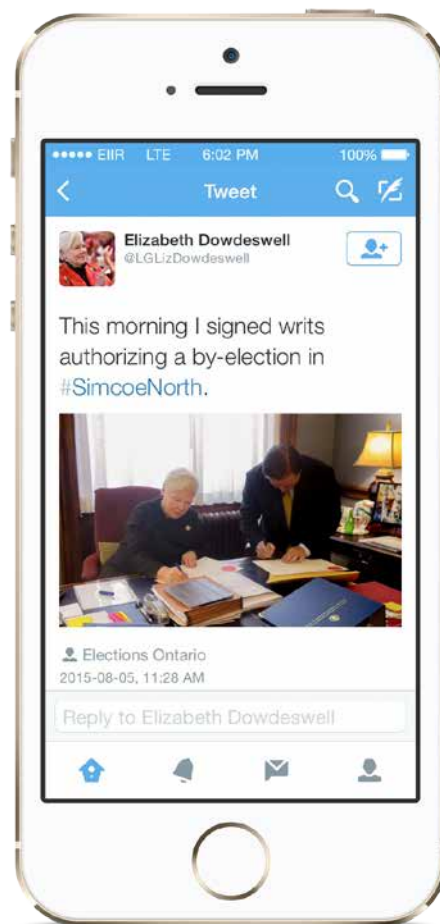 EIIR LTE 6:02 PM 100%
Tweet
Elizabeth Dowdeswell
@LGLizDowdeswell
This morning I signed writs
authorizing a by-election in
#SimcoeNorth.
Elections Ontario
2015-08-05, 11:28 AM
Reply to Elizabeth Dowdeswell